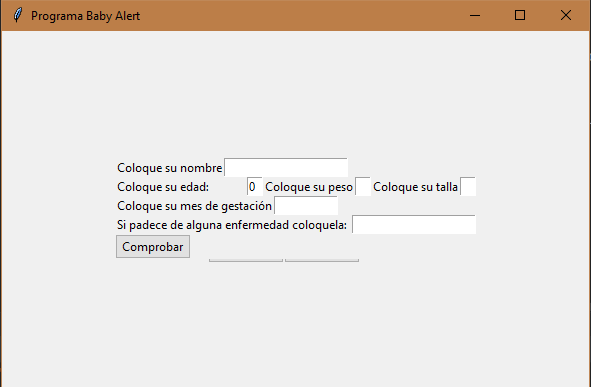 Programa Baby Alert
Coloque su nombre
Coloque su edad: 0 Coloque su peso Coloque su talla
Coloque su mes de gestación
Si padece de alguna enfermedad coloquela:
Comprobar